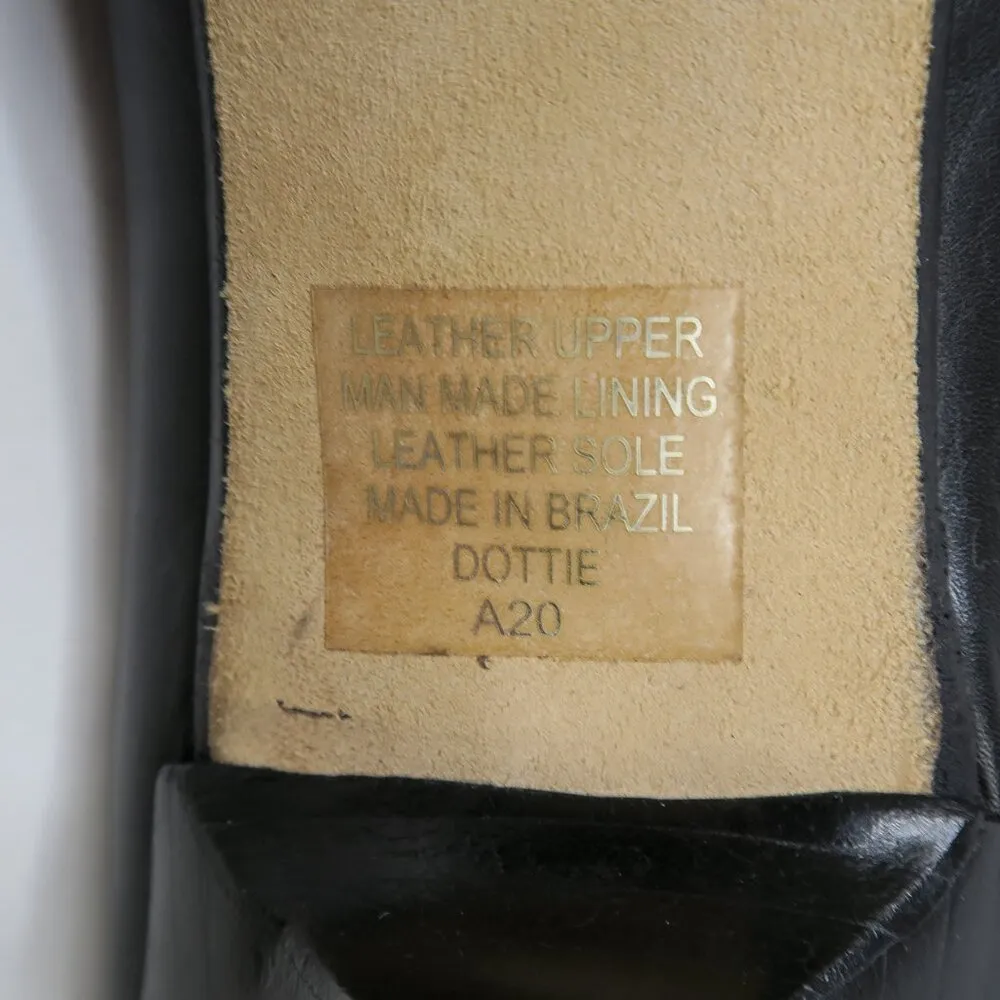 LEATHER UPPER
MAN MADE LINING
LEATHER SOLE
MADE IN BRAZIL
DOTTIE
A20